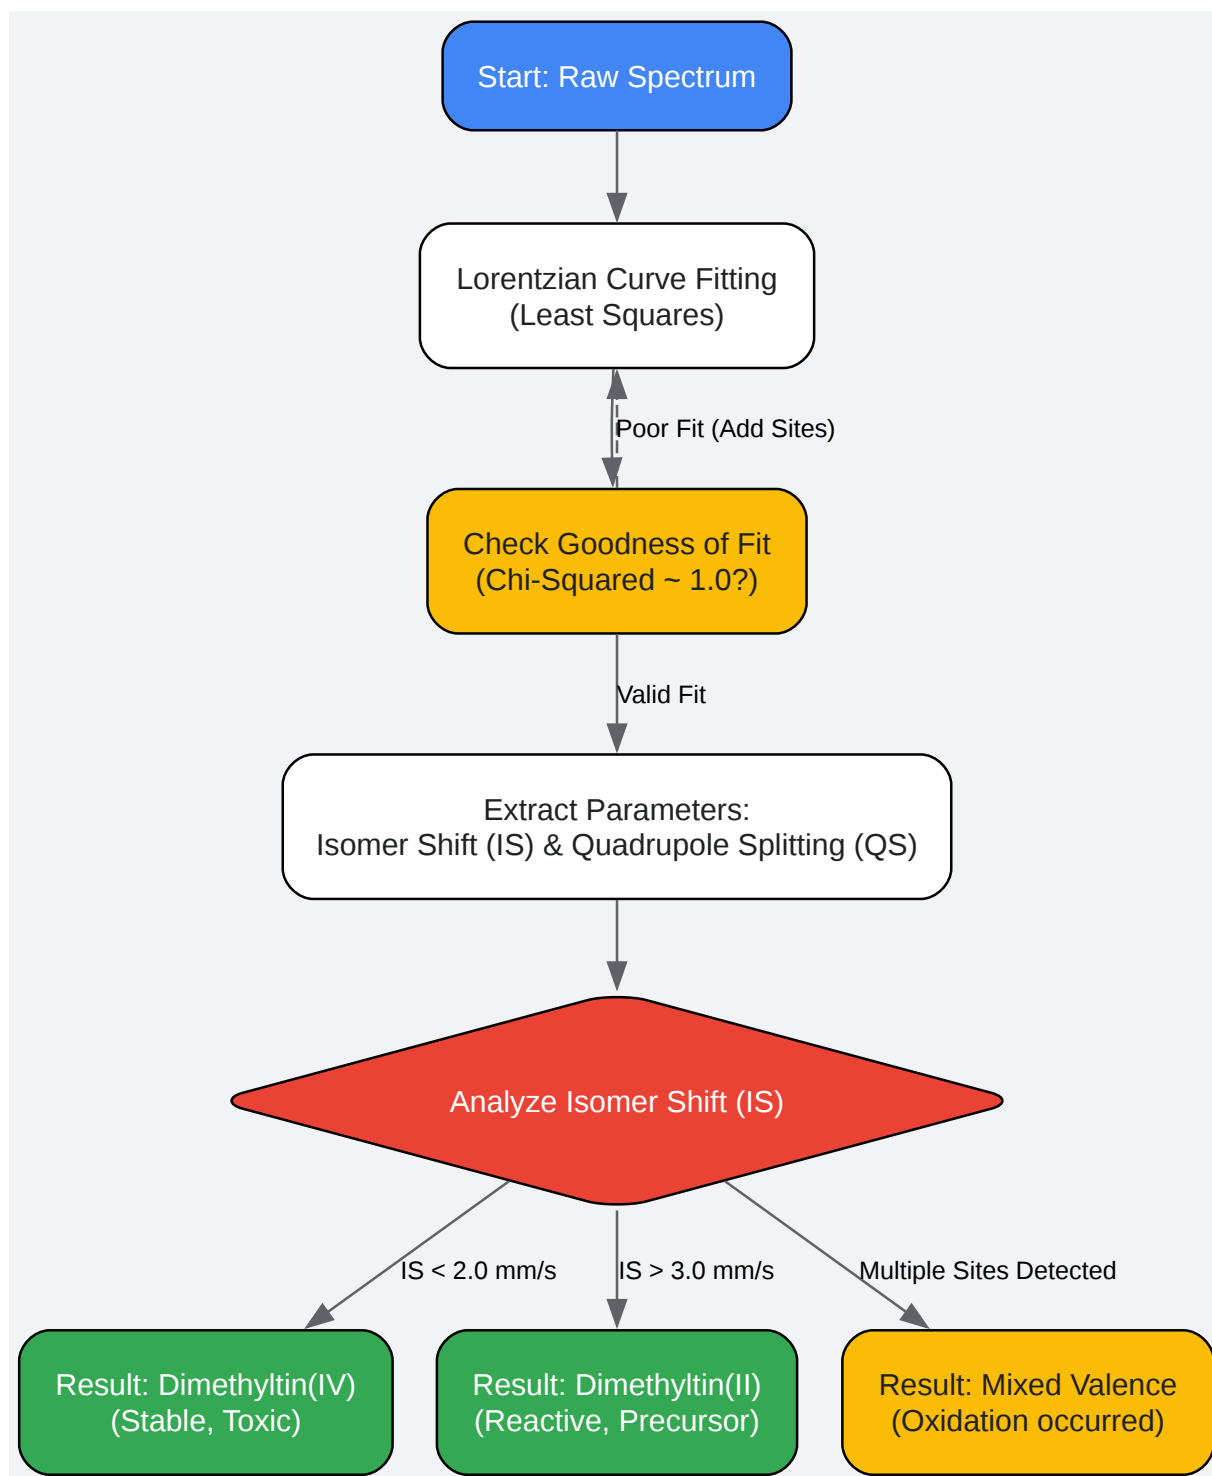 Start: Raw Spectrum
Lorentzian Curve Fitting
(Least Squares)
Poor Fit (Add Sites)
Check Goodness of Fit
(Chi-Squared ~ 1.0?)
Valid Fit
Extract Parameters:
Isomer Shift (IS) & Quadrupole Splitting (QS)
Analyze Isomer Shift (IS)
IS < 2.0 mm/s
IS > 3.0 mm/s
Multiple Sites Detected
Result: Dimethyltin(IV)
(Stable, Toxic)
Result: Dimethyltin(II)
(Reactive, Precursor)
Result: Mixed Valence
(Oxidation occurred)